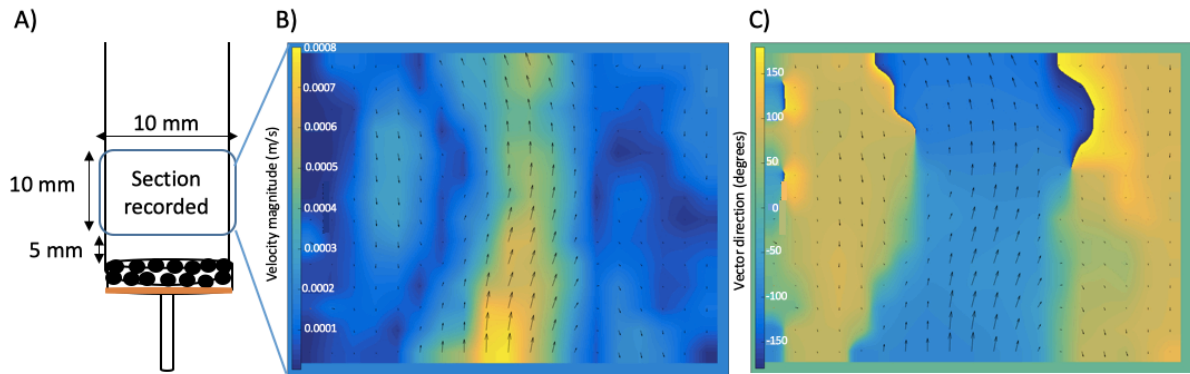 A)
10 mm
10 mm
Section
recorded
5 mm
B)
Velocity magnitude (m/s)
0.0008
0.0007
0.0006
0.0005
0.0004
0.0003
0.0002
0.0001
C)
Vector direction (degrees)
150
100
50
0
-50
-100
-150